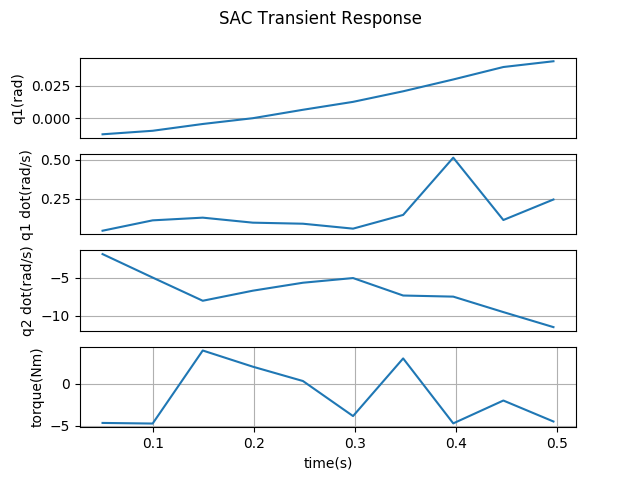 SAC Transient Response
q1(rad)
0.025
0.000
q1 dot(rad/s)
0.50
0.25
q2 dot(rad/s)
−5
−10
torque(Nm)
0
−5
0.1 0.2 0.3 0.4 0.5
time(s)